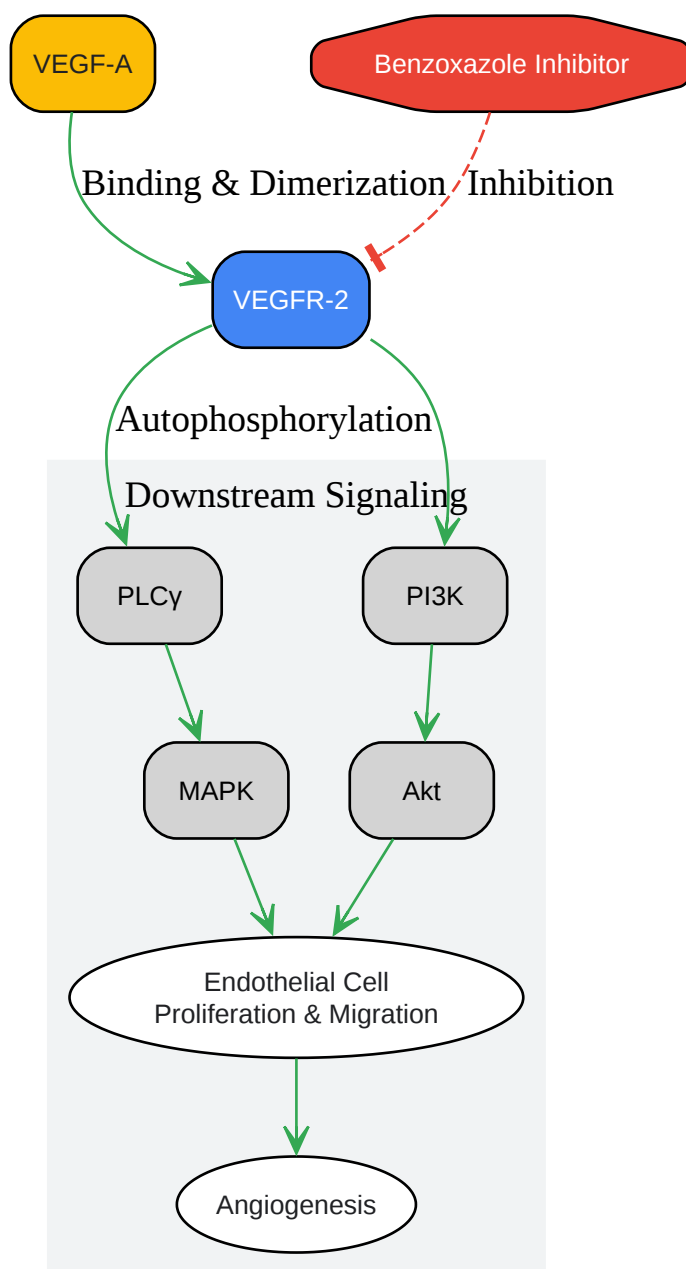 VEGF-A
Benzoxazole Inhibitor
Binding & Dimerization
Inhibition
VEGFR-2
Autophosphorylation
Downstream Signaling
PLCγ
PI3K
MAPK
Akt
Endothelial Cell
Proliferation & Migration
Angiogenesis